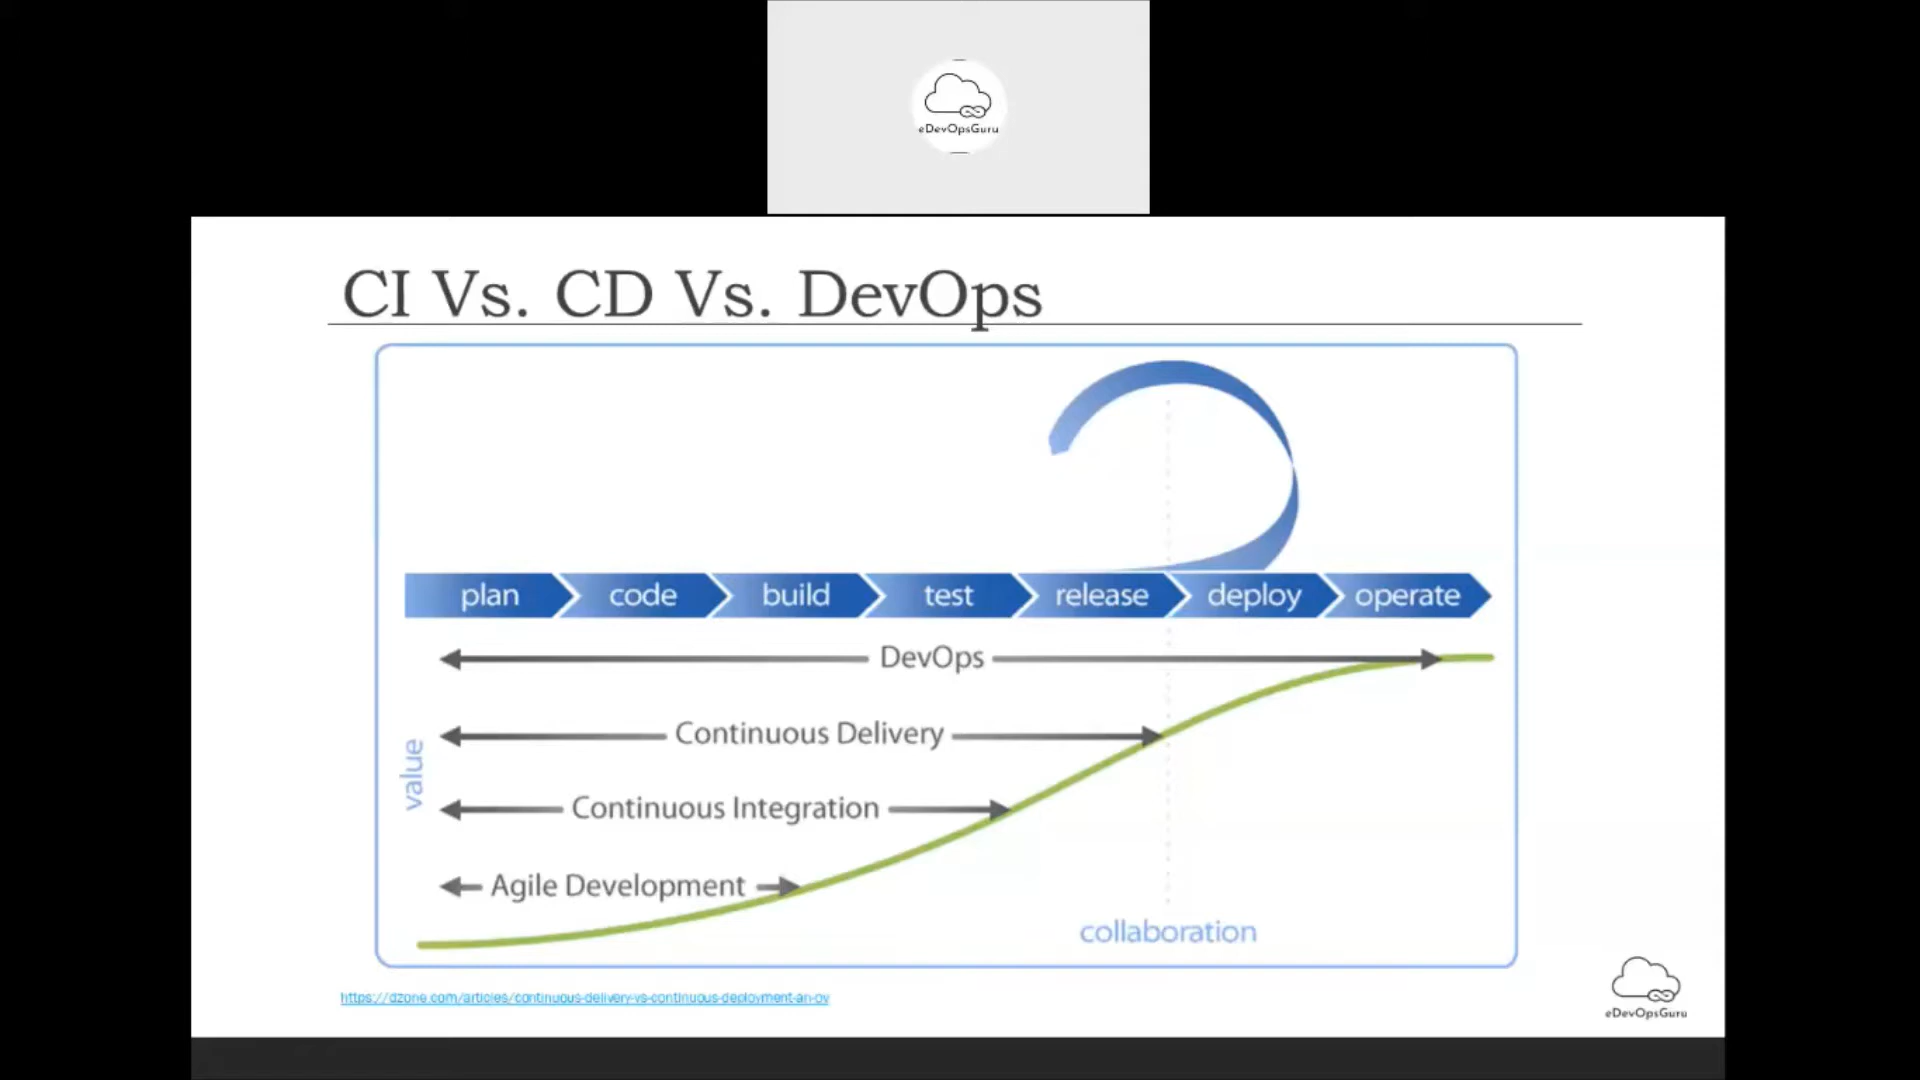 eDevOpsGuru
CI Vs. CD Vs. DevOps
plan code build test release deploy operate
DevOps
Continuous Delivery
value
Continuous Integration
Agile Development
collaboration
https://dzone.com/articles/continuous-delivery-vs-continuous-deployment-an-ov
eDevOpsGuru